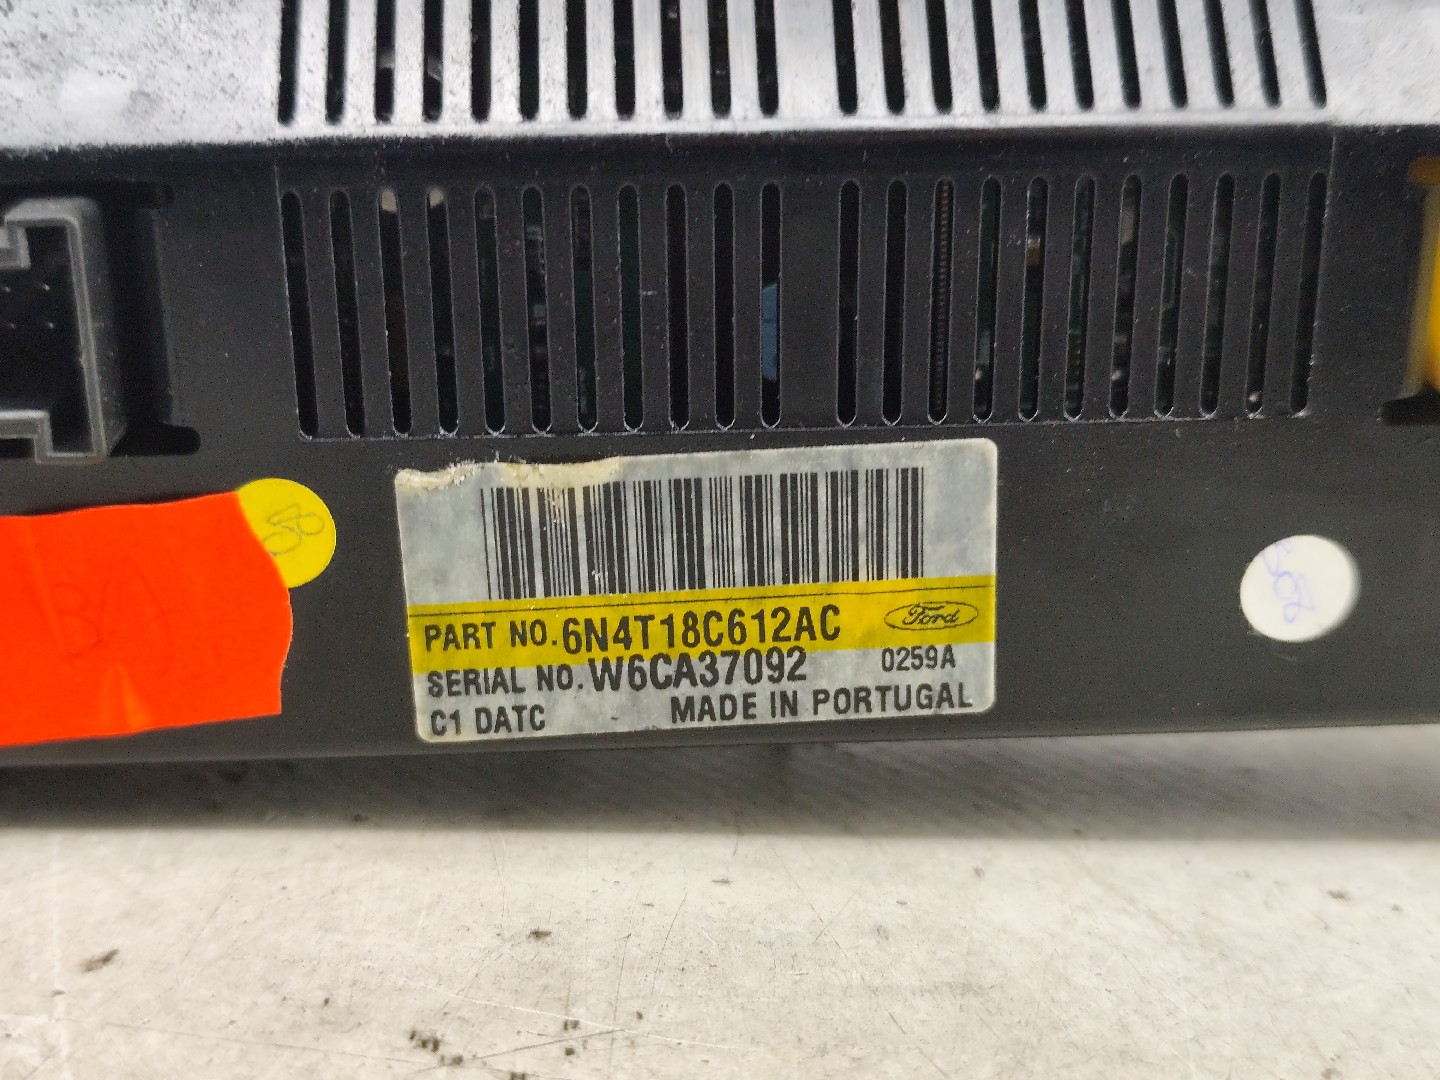 PART NO. 6N4T18C612AC Ford
SERIAL NO. W6CA37092 0259A
C1 DATC MADE IN PORTUGAL